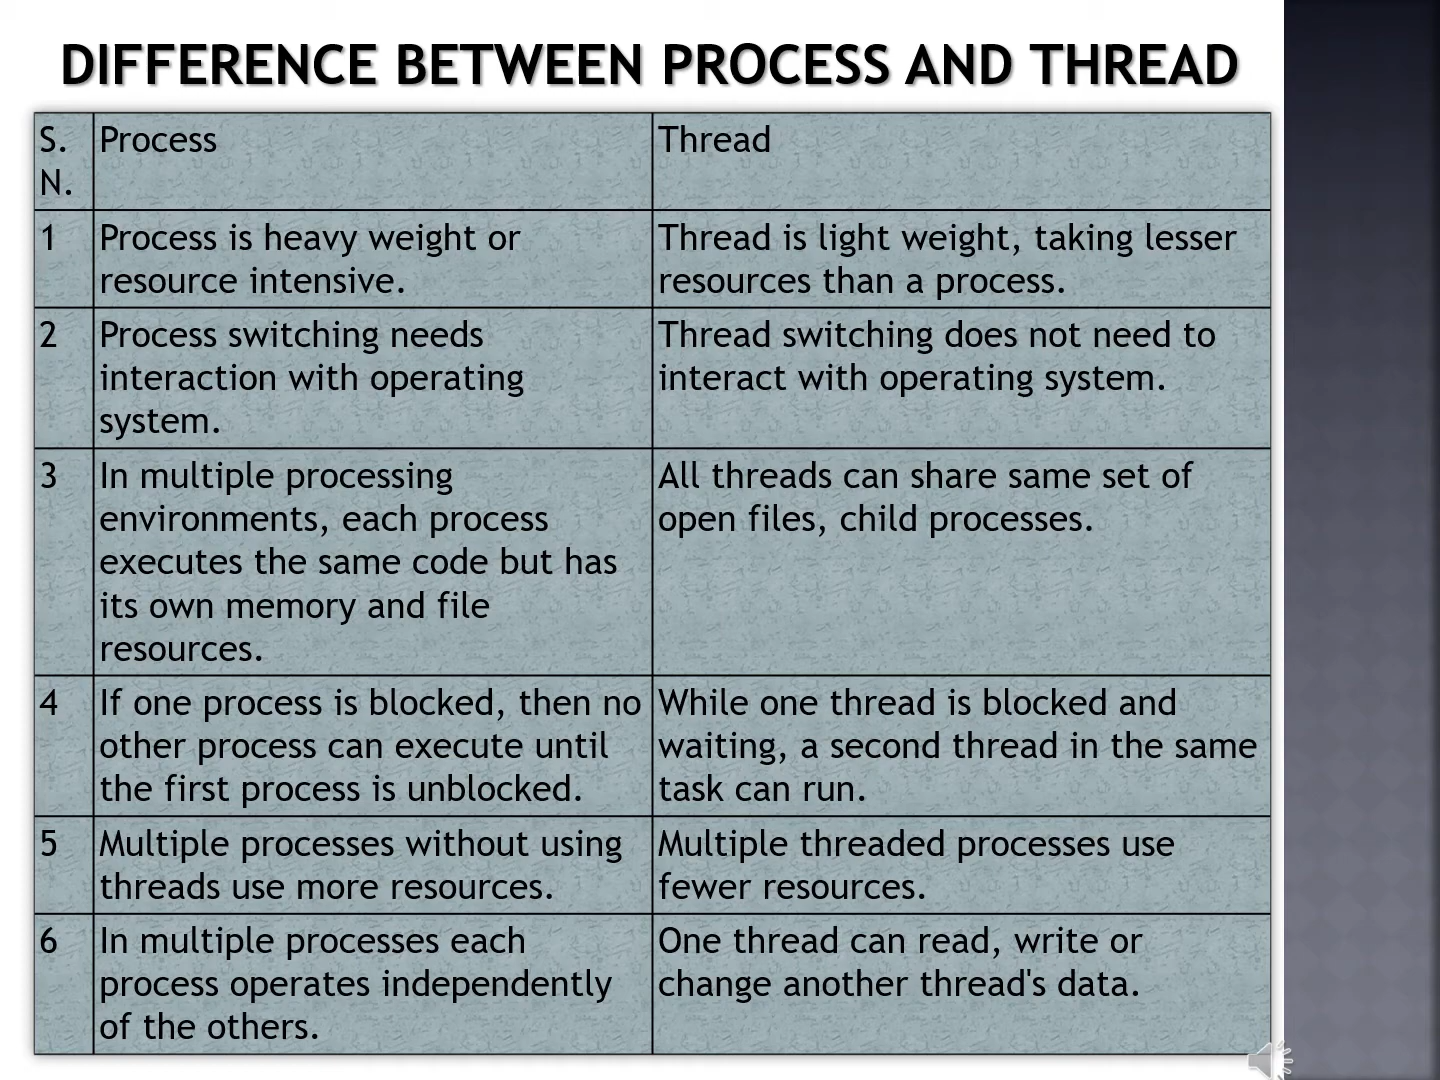 DIFFERENCE BETWEEN PROCESS AND THREAD
S.
N.
Process
Thread
1
Process is heavy weight or
resource intensive.
Thread is light weight, taking lesser
resources than a process.
2
Process switching needs
interaction with operating
system.
Thread switching does not need to
interact with operating system.
3
In multiple processing
environments, each process
executes the same code but has
its own memory and file
resources.
All threads can share same set of
open files, child processes.
4
If one process is blocked, then no
other process can execute until
the first process is unblocked.
While one thread is blocked and
waiting, a second thread in the same
task can run.
5
Multiple processes without using
threads use more resources.
Multiple threaded processes use
fewer resources.
6
In multiple processes each
process operates independently
of the others.
One thread can read, write or
change another thread's data.